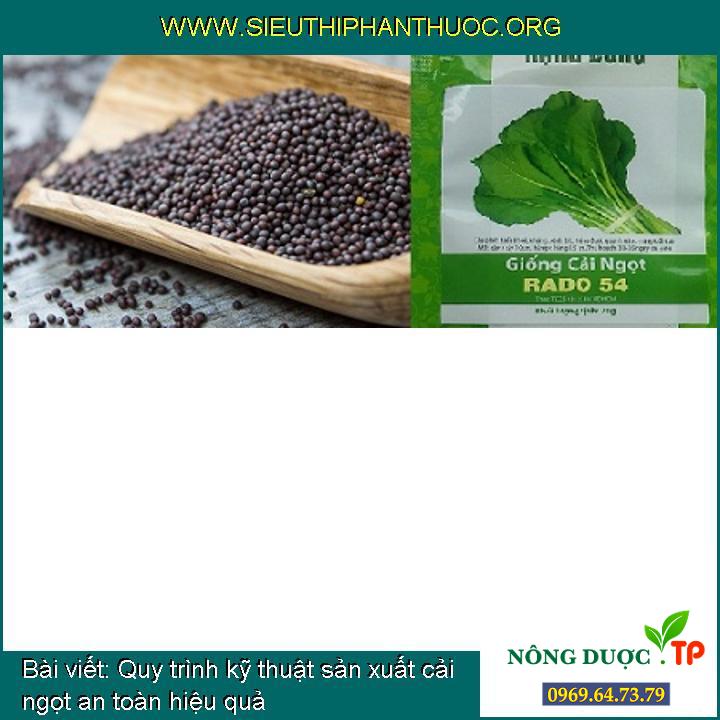 WWW.SIEUTHIPHANTHUOC.ORG
Giống Cải Ngọt
RADO 54
Bài viết: Quy trình kỹ thuật sản xuất cải
ngọt an toàn hiệu quả
NÔNG DƯỢC TP
0969.64.73.79